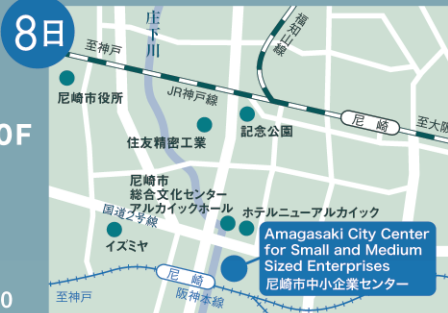 8日
庄下川
福知山線
至神戸
JR神戸線
尼崎
至大阪
尼崎市役所
0F
住友精密工業
記念公園
尼崎市
総合文化センター
アルカイックホール
国道2号線
ホテルニューアルカイック
イズミヤ
Amagasaki City Center
for Small and Medium
Sized Enterprises
尼崎市中小企業センター
尼崎
阪神本線
至神戸
0